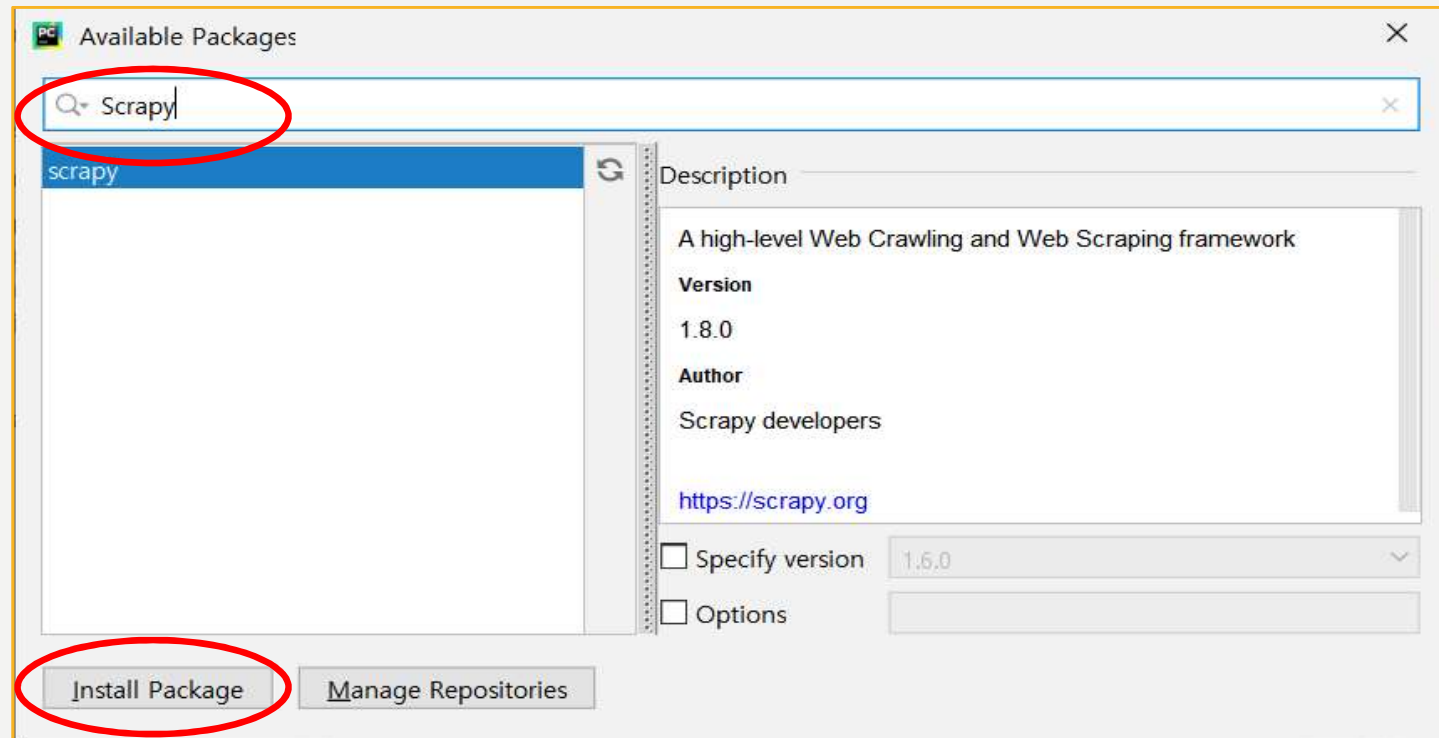 PC
Available Packages
Scrapy
scrapy
Description
A high-level Web Crawling and Web Scraping framework
Version
1.8.0
Author
Scrapy developers
https://scrapy.org
Specify version
1.6.0
Options
Install Package
Manage Repositories